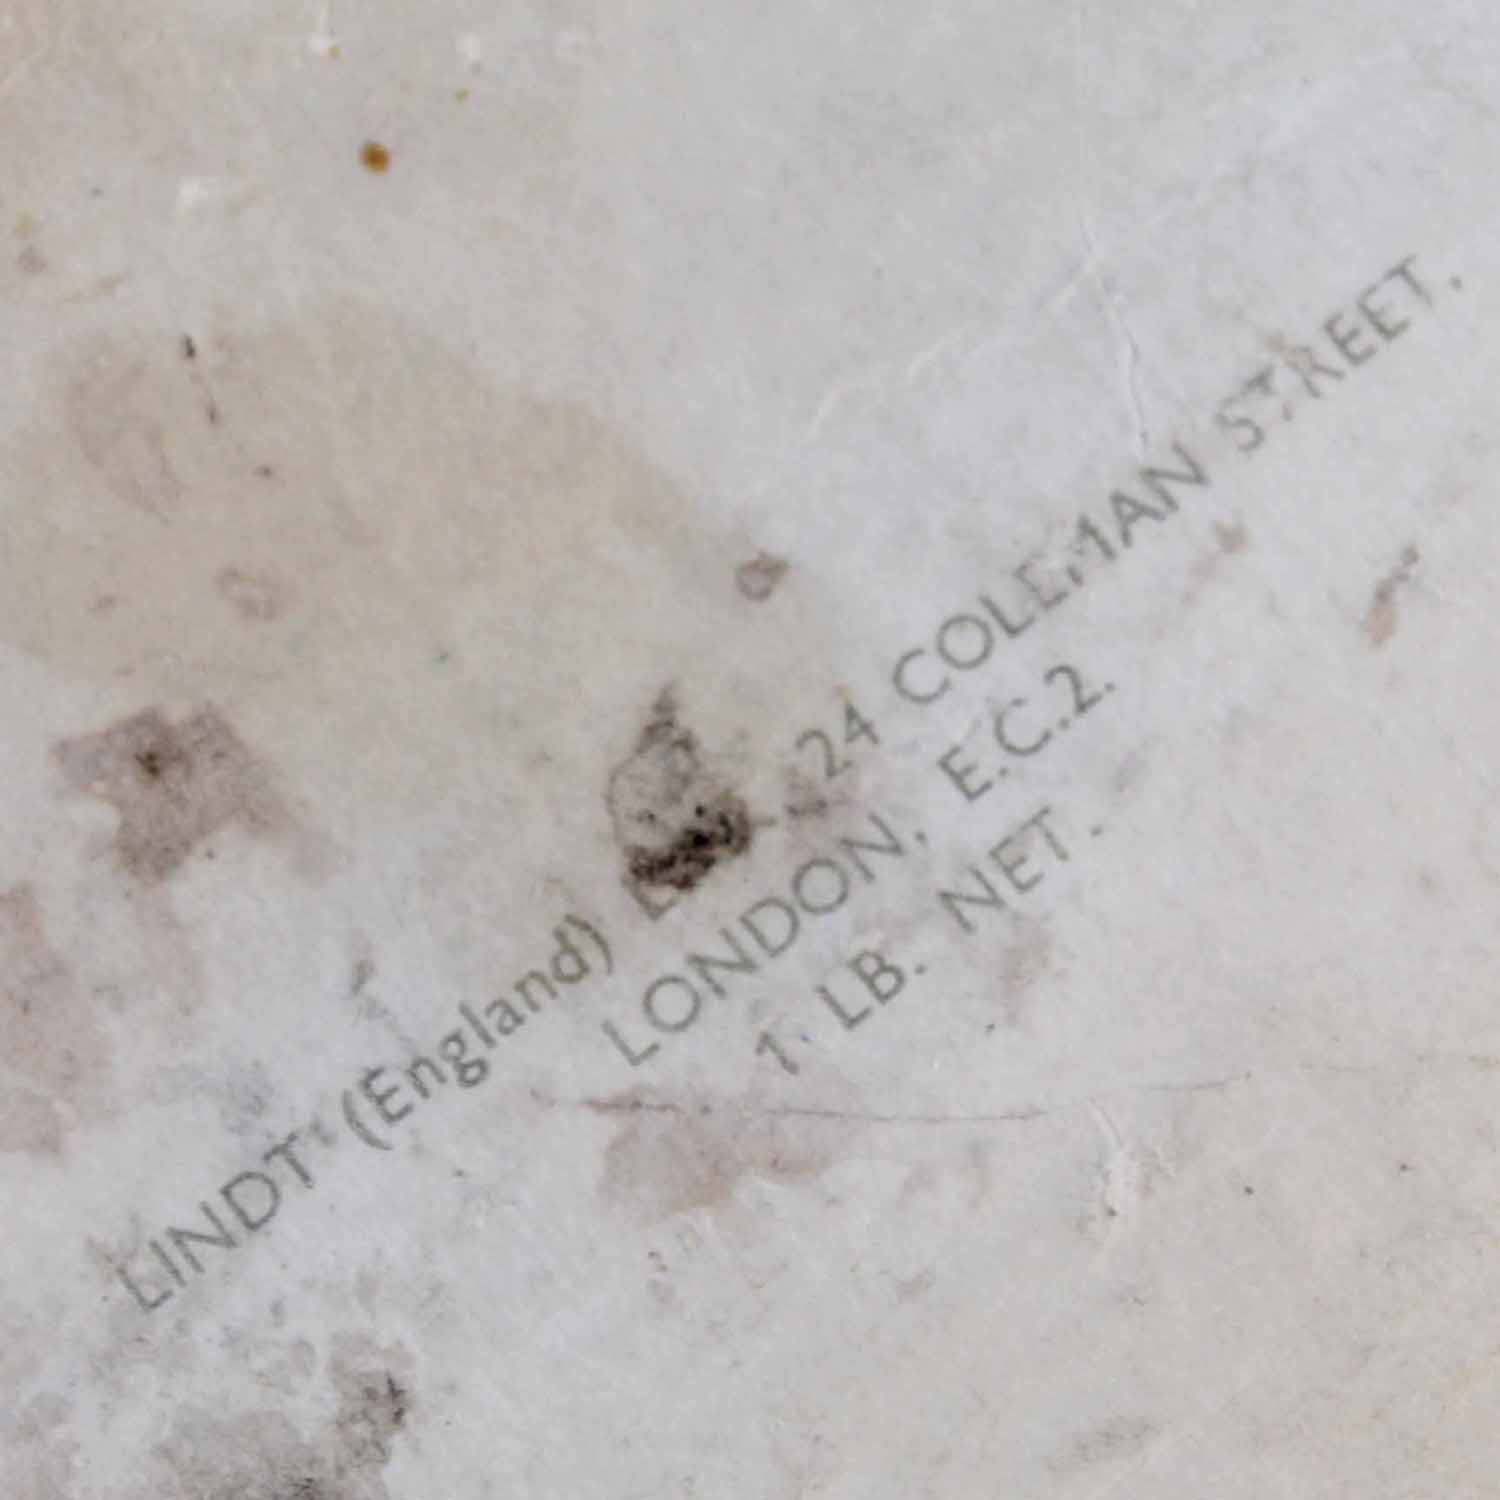 LINDT (England) 24 COLEMAN STREET.
LONDON, E.C.2.
1. LB. NET.